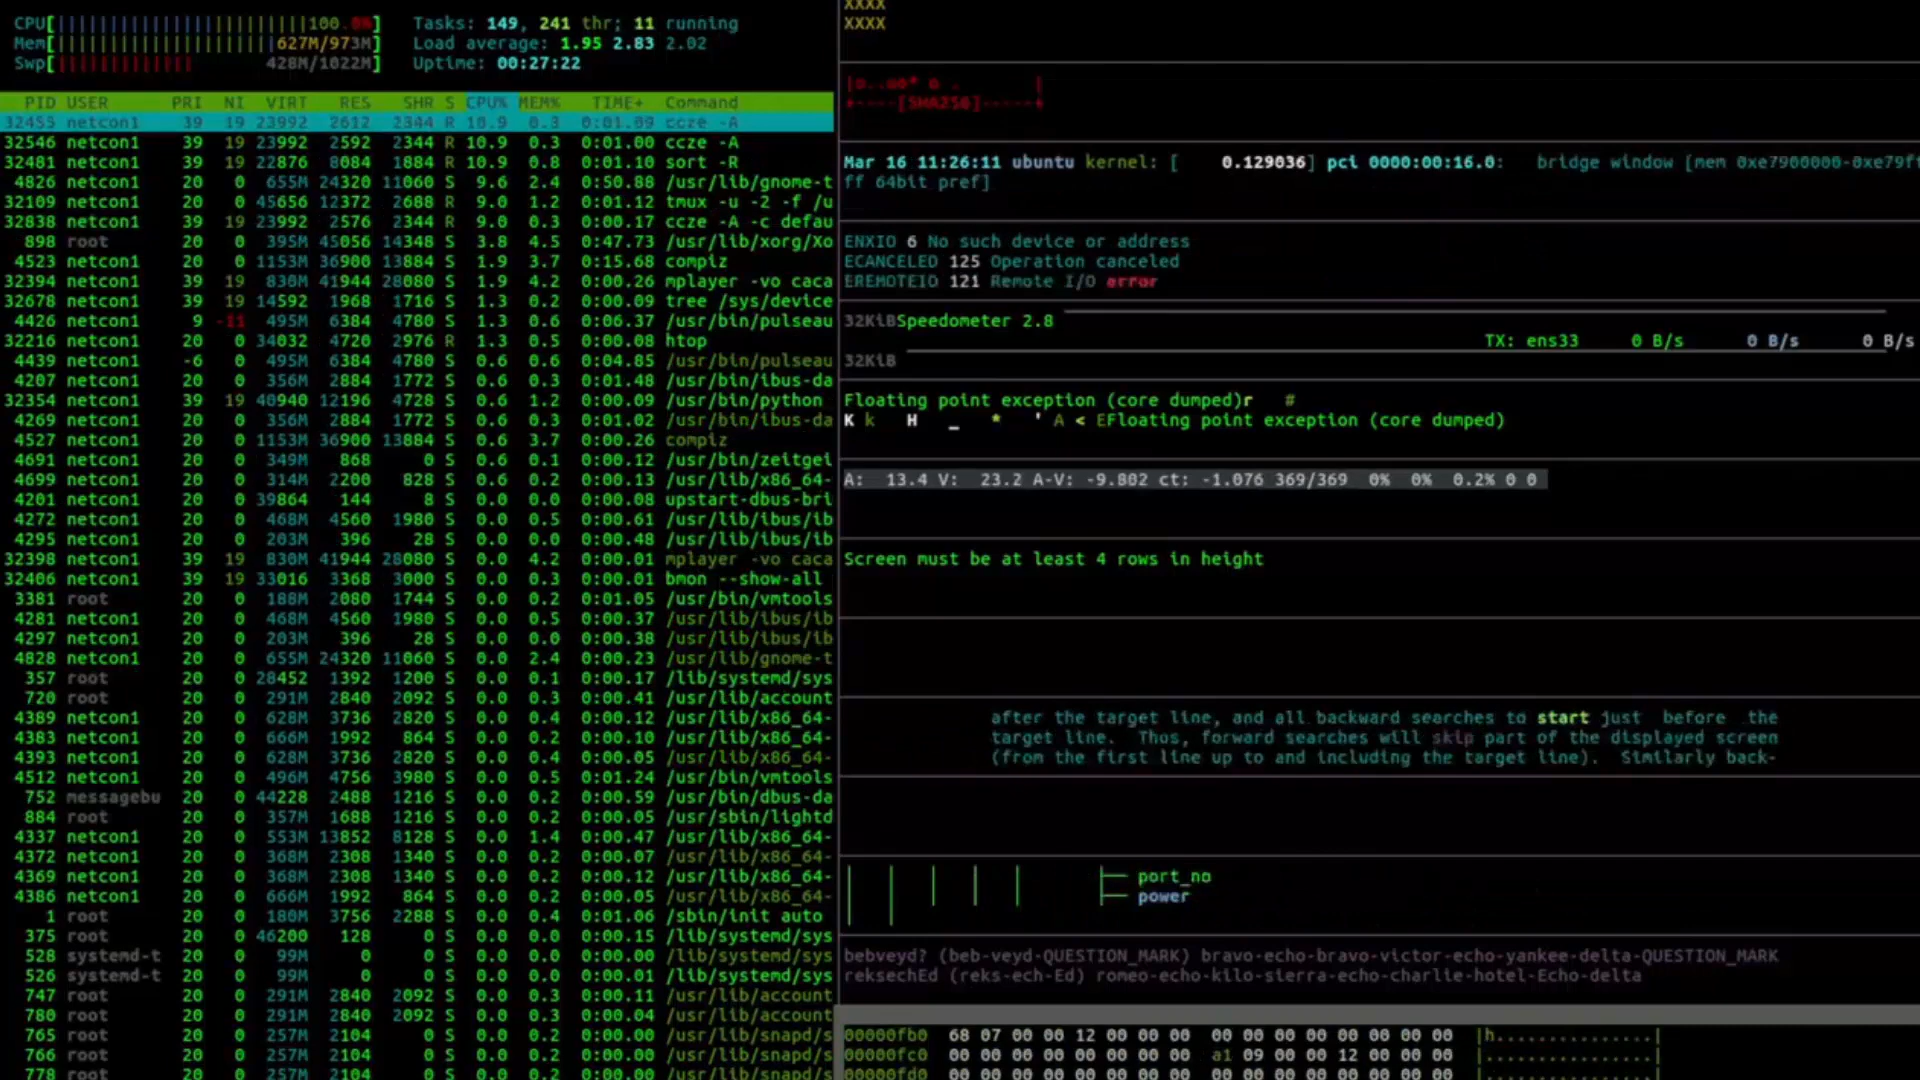 CPU[100.0%]
Mem[627M/973M]
Swp[428M/1022M]
Tasks: 149, 241 thr; 11 running
Load average: 1.95 2.83 2.02
Uptime: 00:27:22
PID USER PRI NI VIRT RES SHR S CPU% MEM% TIME+ Command
32455 netcon1 39 19 23992 2612 2344 R 10.9 0.3 0:01.09 ccze -A
32546 netcon1 39 19 23992 2592 2344 R 10.9 0.3 0:01.00 ccze -A
32481 netcon1 39 19 22876 8084 1884 R 10.9 0.8 0:01.10 sort -R
4826 netcon1 20 0 655M 24320 11060 S 9.6 2.4 0:50.88 /usr/lib/gnome-t
32109 netcon1 20 0 45656 12372 2688 R 9.0 1.2 0:01.12 tmux -u -2 -f /u
32838 netcon1 39 19 23992 2576 2344 R 9.0 0.3 0:00.17 ccze -A -c defau
898 root 20 0 395M 45056 14348 S 3.8 4.5 0:47.73 /usr/lib/xorg/Xo
4523 netcon1 20 0 1153M 36900 13884 S 1.9 3.7 0:15.68 compiz
32394 netcon1 39 19 830M 41944 28080 S 1.9 4.2 0:00.26 mplayer -vo caca
32678 netcon1 39 19 14592 1968 1716 S 1.3 0.2 0:00.09 tree /sys/device
4426 netcon1 9 -11 495M 6384 4780 S 1.3 0.6 0:06.37 /usr/bin/pulseau
32216 netcon1 20 0 34032 4720 2976 R 1.3 0.5 0:00.08 htop
4439 netcon1 -6 0 495M 6384 4780 S 0.6 0.6 0:04.85 /usr/bin/pulseau
4207 netcon1 20 0 356M 2884 1772 S 0.6 0.3 0:01.48 /usr/bin/ibus-da
32354 netcon1 39 19 40940 12196 4728 S 0.6 1.2 0:00.09 /usr/bin/python
4269 netcon1 20 0 356M 2884 1772 S 0.6 0.3 0:01.02 /usr/bin/ibus-da
4527 netcon1 20 0 1153M 36900 13884 S 0.6 3.7 0:00.26 compiz
4691 netcon1 20 0 349M 868 0 S 0.6 0.1 0:00.12 /usr/bin/zeitgei
4699 netcon1 20 0 314M 2200 828 S 0.6 0.2 0:00.13 /usr/lib/x86_64-
4201 netcon1 20 0 39864 144 8 S 0.0 0.0 0:00.08 upstart-dbus-bri
4272 netcon1 20 0 468M 4560 1980 S 0.0 0.5 0:00.61 /usr/lib/ibus/ib
4295 netcon1 20 0 203M 396 28 S 0.0 0.0 0:00.48 /usr/lib/ibus/ib
32398 netcon1 39 19 830M 41944 28080 S 0.0 4.2 0:00.01 mplayer -vo caca
32406 netcon1 39 19 33016 3368 3000 S 0.0 0.3 0:00.01 bmon --show-all
3381 root 20 0 188M 2080 1744 S 0.0 0.2 0:01.05 /usr/bin/vmtools
4281 netcon1 20 0 468M 4560 1980 S 0.0 0.5 0:00.37 /usr/lib/ibus/ib
4297 netcon1 20 0 203M 396 28 S 0.0 0.0 0:00.38 /usr/lib/ibus/ib
4828 netcon1 20 0 655M 24320 11060 S 0.0 2.4 0:00.23 /usr/lib/gnome-t
357 root 20 0 28452 1392 1200 S 0.0 0.1 0:00.17 /lib/systemd/sys
720 root 20 0 291M 2840 2092 S 0.0 0.3 0:00.41 /usr/lib/account
4389 netcon1 20 0 628M 3736 2820 S 0.0 0.4 0:00.12 /usr/lib/x86_64-
4383 netcon1 20 0 666M 1992 864 S 0.0 0.2 0:00.10 /usr/lib/x86_64-
4393 netcon1 20 0 628M 3736 2820 S 0.0 0.4 0:00.05 /usr/lib/x86_64-
4512 netcon1 20 0 496M 4756 3980 S 0.0 0.5 0:01.24 /usr/bin/vmtools
752 messagebu 20 0 44228 2488 1216 S 0.0 0.2 0:00.59 /usr/bin/dbus-da
884 root 20 0 357M 1688 1216 S 0.0 0.2 0:00.05 /usr/sbin/lightd
4337 netcon1 20 0 553M 13852 8128 S 0.0 1.4 0:00.47 /usr/lib/x86_64-
4372 netcon1 20 0 368M 2308 1340 S 0.0 0.2 0:00.07 /usr/lib/x86_64-
4369 netcon1 20 0 368M 2308 1340 S 0.0 0.2 0:00.12 /usr/lib/x86_64-
4386 netcon1 20 0 666M 1992 864 S 0.0 0.2 0:00.05 /usr/lib/x86_64-
1 root 20 0 180M 3756 2288 S 0.0 0.4 0:01.06 /sbin/init auto
375 root 20 0 46200 128 0 S 0.0 0.0 0:00.15 /lib/systemd/sys
528 systemd-t 20 0 99M 0 0 S 0.0 0.0 0:00.00 /lib/systemd/sys
526 systemd-t 20 0 99M 0 0 S 0.0 0.0 0:00.01 /lib/systemd/sys
747 root 20 0 291M 2840 2092 S 0.0 0.3 0:00.11 /usr/lib/account
780 root 20 0 291M 2840 2092 S 0.0 0.3 0:00.04 /usr/lib/account
765 root 20 0 257M 2104 0 S 0.0 0.2 0:00.00 /usr/lib/snapd/s
766 root 20 0 257M 2104 0 S 0.0 0.2 0:00.00 /usr/lib/snapd/s
778 root 20 0 257M 2104 0 S 0.0 0.2 0:00.00 /usr/lib/snapd/s
XXXX
XXXX
|o..oo* o . |
+----[SHA256]-----+
Mar 16 11:26:11 ubuntu kernel: [ 0.129036] pci 0000:00:16.0: bridge window [mem 0xe7900000-0xe79ff
ff 64bit pref]
ENXIO 6 No such device or address
ECANCELED 125 Operation canceled
EREMOTEIO 121 Remote I/O error
32KiBSpeedometer 2.8
TX: ens33 0 B/s 0 B/s 0 B/s
32KiB
Floating point exception (core dumped)r #
K k H _ * ' A < EFloating point exception (core dumped)
A: 13.4 V: 23.2 A-V: -9.802 ct: -1.076 369/369 0% 0% 0.2% 0 0
Screen must be at least 4 rows in height
after the target line, and all backward searches to start just before the
target line. Thus, forward searches will skip part of the displayed screen
(from the first line up to and including the target line). Similarly back-
port_no
power
bebveyd? (beb-veyd-QUESTION_MARK) bravo-echo-bravo-victor-echo-yankee-delta-QUESTION_MARK
reksechEd (reks-ech-Ed) romeo-echo-kilo-sierra-echo-charlie-hotel-Echo-delta
00000fb0 68 07 00 00 12 00 00 00 00 00 00 00 00 00 00 00 |h...............|
00000fc0 00 00 00 00 00 00 00 00 a1 09 00 00 12 00 00 00 |................|
00000fd0 00 00 00 00 00 00 00 00 00 00 00 00 00 00 00 00 |................|